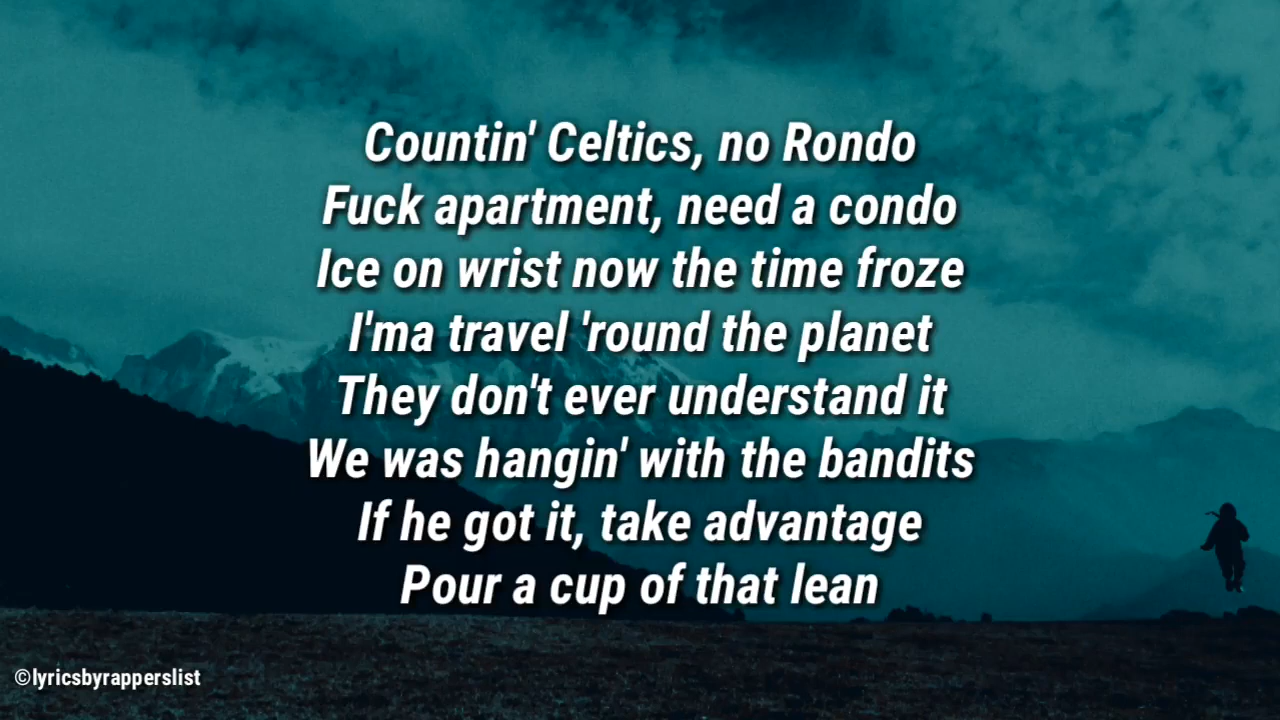 Countin' Celtics, no Rondo
Fuck apartment, need a condo
Ice on wrist now the time froze
I'ma travel 'round the planet
They don't ever understand it
We was hangin' with the bandits
If he got it, take advantage
Pour a cup of that lean
©lyricsbyrapperslist